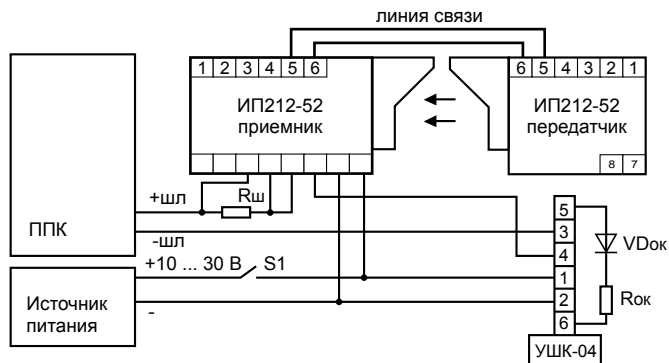 линия связи
1 2 3 4 5 6
6 5 4 3 2 1
ИП212-52
приемник
ИП212-52
передатчик
8 7
+шл
Rш
ППК
-шл
+10 ... 30 В S1
Источник
питания
-
5
3
4
1
2
6
VDок
Rок
УШК-04